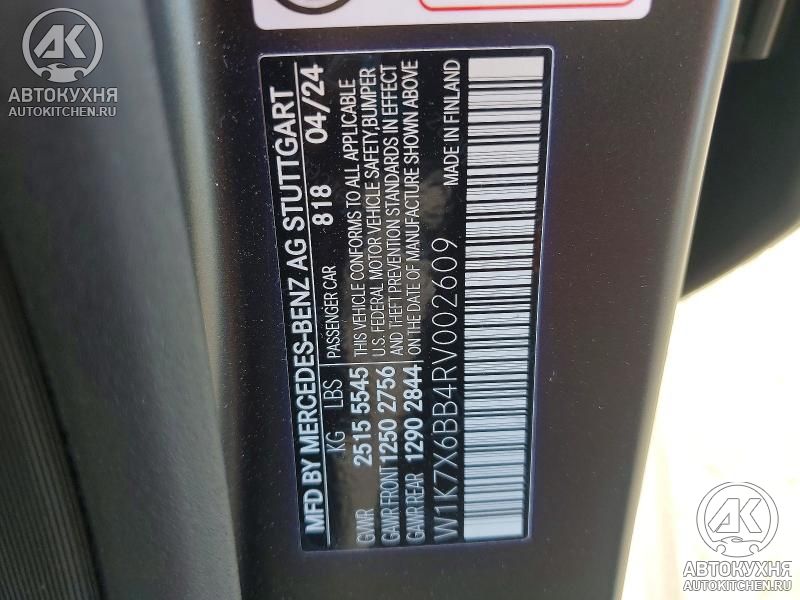 АК
АВТОКУХНЯ
AUTOKITCHEN.RU
MFD BY MERCEDES-BENZ AG STUTTGART
818 04/24
KG LBS PASSENGER CAR
GVWR 2515 5545
GAWR FRONT 1250 2756
GAWR REAR 1290 2844
THIS VEHICLE CONFORMS TO ALL APPLICABLE
U.S. FEDERAL MOTOR VEHICLE SAFETY, BUMPER
AND THEFT PREVENTION STANDARDS IN EFFECT
ON THE DATE OF MANUFACTURE SHOWN ABOVE
MADE IN FINLAND
W1K7X6BB4RV002609
АК
АВТОКУХНЯ
AUTOKITCHEN.RU